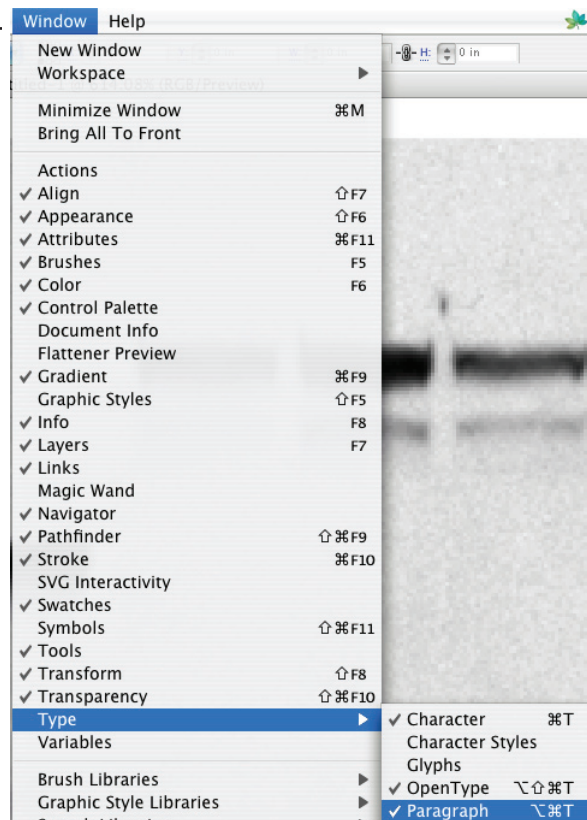 Window Help
New Window
Workspace
H: 0 in
(RGB/Preview)
Minimize Window ⌘M
Bring All To Front
Actions
✓ Align ⇧F7
✓ Appearance ⇧F6
✓ Attributes ⌘F11
✓ Brushes F5
✓ Color F6
✓ Control Palette
Document Info
Flattener Preview
✓ Gradient ⌘F9
Graphic Styles ⇧F5
✓ Info F8
✓ Layers F7
✓ Links
Magic Wand
✓ Navigator
✓ Pathfinder ⇧⌘F9
✓ Stroke ⌘F10
SVG Interactivity
✓ Swatches
Symbols ⇧⌘F11
✓ Tools
✓ Transform ⇧F8
✓ Transparency ⇧⌘F10
Type
✓ Character ⌘T
Variables
Character Styles
Glyphs
Brush Libraries
✓ OpenType ⌥⇧⌘T
Graphic Style Libraries
✓ Paragraph ⌥⌘T